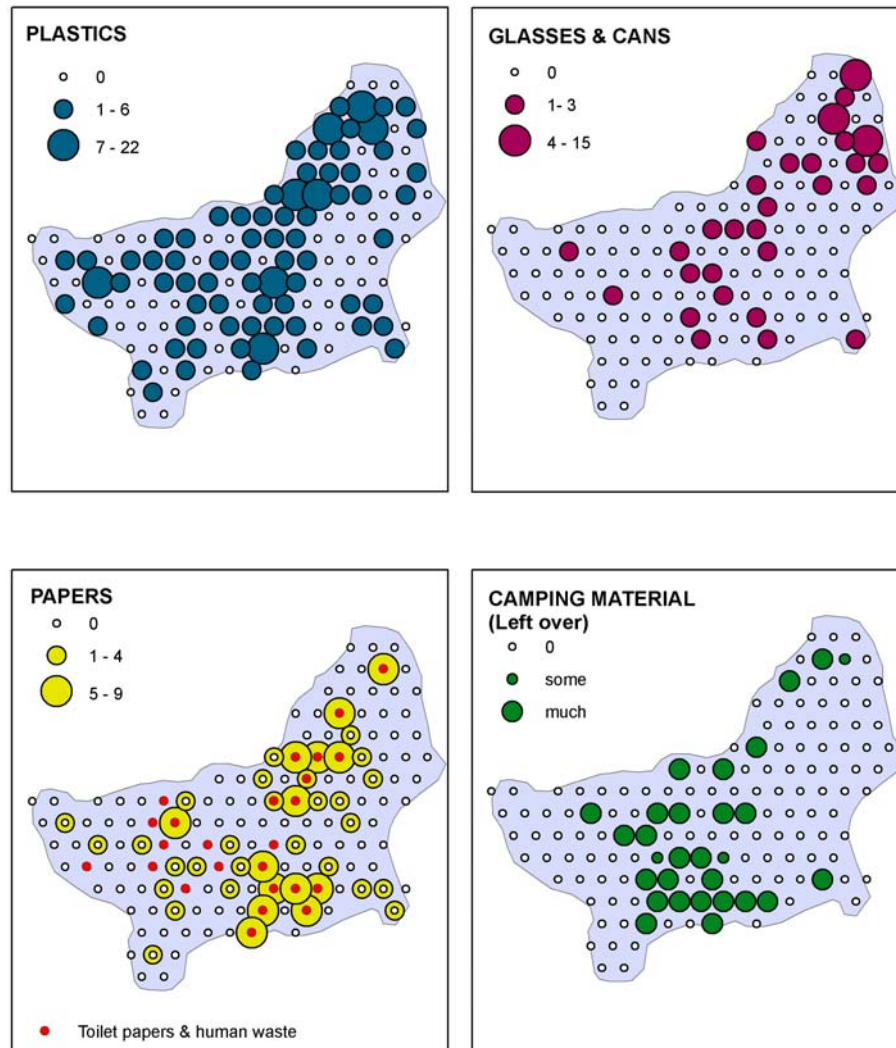 PLASTICS
0
1 - 6
7 - 22
GLASSES & CANS
0
1- 3
4 - 15
PAPERS
0
1 - 4
5 - 9
Toilet papers & human waste
CAMPING MATERIAL
(Left over)
0
some
much